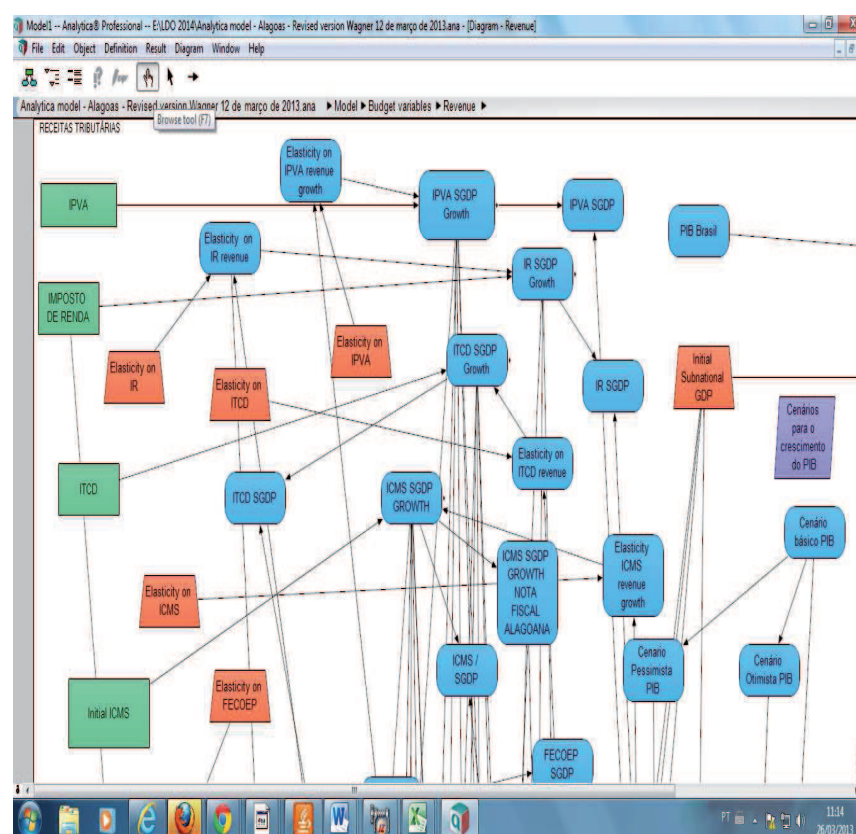 Model1 -- Analytica® Professional -- E:\LDO 2014\Analytica model - Alagoas - Revised version Wagner 12 de março de 2013.ana - [Diagram - Revenue]
File Edit Object Definition Result Diagram Window Help
Analytica model - Alagoas - Revised version Wagner 12 de março de 2013.ana ▶ Model ▶ Budget variables ▶ Revenue ▶
Browse tool (F7)
RECEITAS TRIBUTÁRIAS
Elasticity on
IPVA revenue
growth
IPVA
IPVA SGDP
Growth
IPVA SGDP
PIB Brasil
Elasticity on
IR revenue
IR SGDP
Growth
IMPOSTO
DE RENDA
Elasticity on
IR
Elasticity on
IPVA
ITCD SGDP
Growth
Elasticity on
ITCD
IR SGDP
Initial
Subnational
GDP
Cenários
para o
crescimento
do PIB
Elasticity on
ITCD revenue
ITCD
ITCD SGDP
ICMS SGDP
GROWTH
Cenário
básico PIB
ICMS SGDP
GROWTH
NOTA
FISCAL
ALAGOANA
Elasticity
ICMS
revenue
growth
Elasticity on
ICMS
ICMS /
SGDP
Cenario
Pessimista
PIB
Cenário
Otimista PIB
Initial ICMS
Elasticity on
FECOEP
FECOEP
SGDP
PT
11:14
26/03/2013